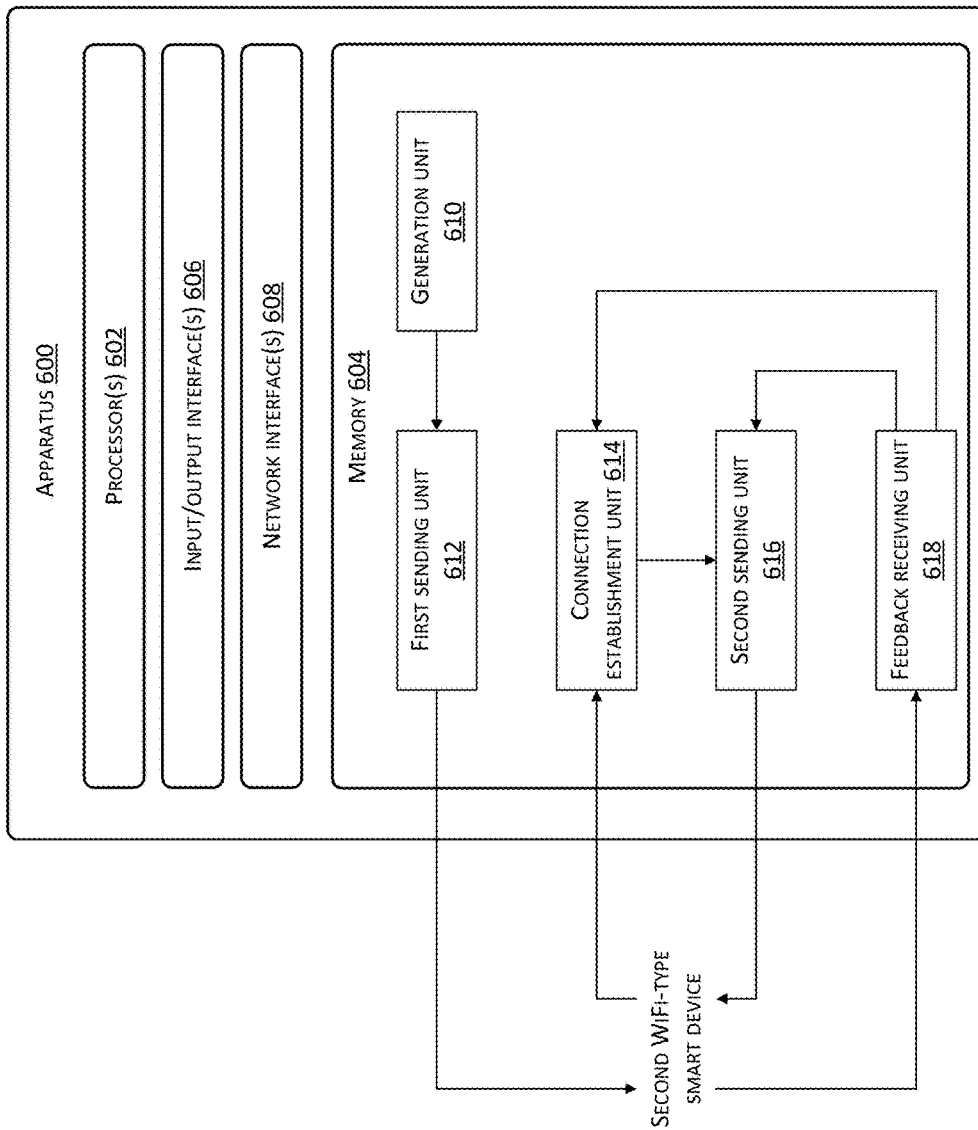 APPARATUS 600
PROCESSOR(S) 602
INPUT/OUTPUT INTERFACE(S) 606
NETWORK INTERFACE(S) 608
MEMORY 604
GENERATION UNIT
610
FIRST SENDING UNIT
612
CONNECTION
ESTABLISHMENT UNIT 614
SECOND SENDING UNIT
616
FEEDBACK RECEIVING UNIT
618
SECOND WIFI-TYPE
SMART DEVICE